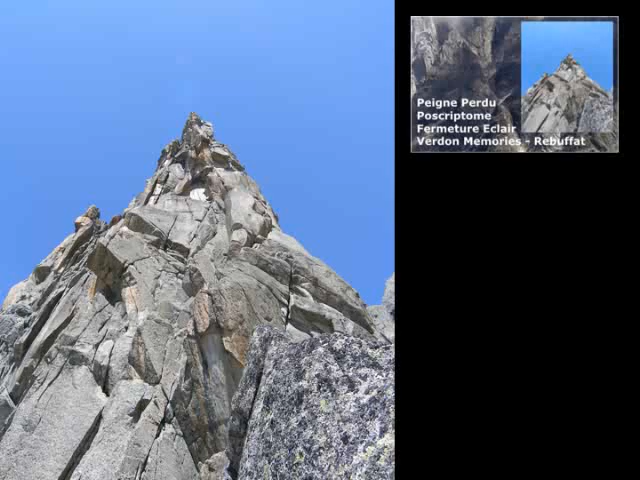 Peigne Perdu
Poscriptome
Fermeture Eclair
Verdon Memories - Rebuffat